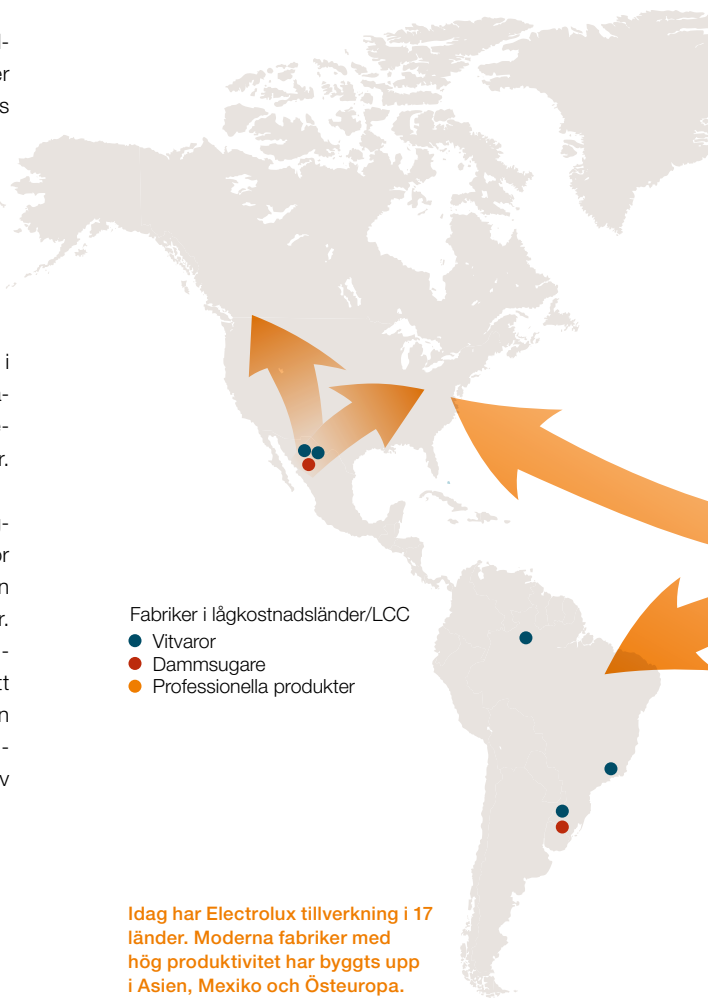 Fabriker i lågkostnadsländer/LCC
Vitvaror
Dammsugare
Professionella produkter
Idag har Electrolux tillverkning i 17
länder. Moderna fabriker med
hög produktivitet har byggts upp
i Asien, Mexiko och Östeuropa.